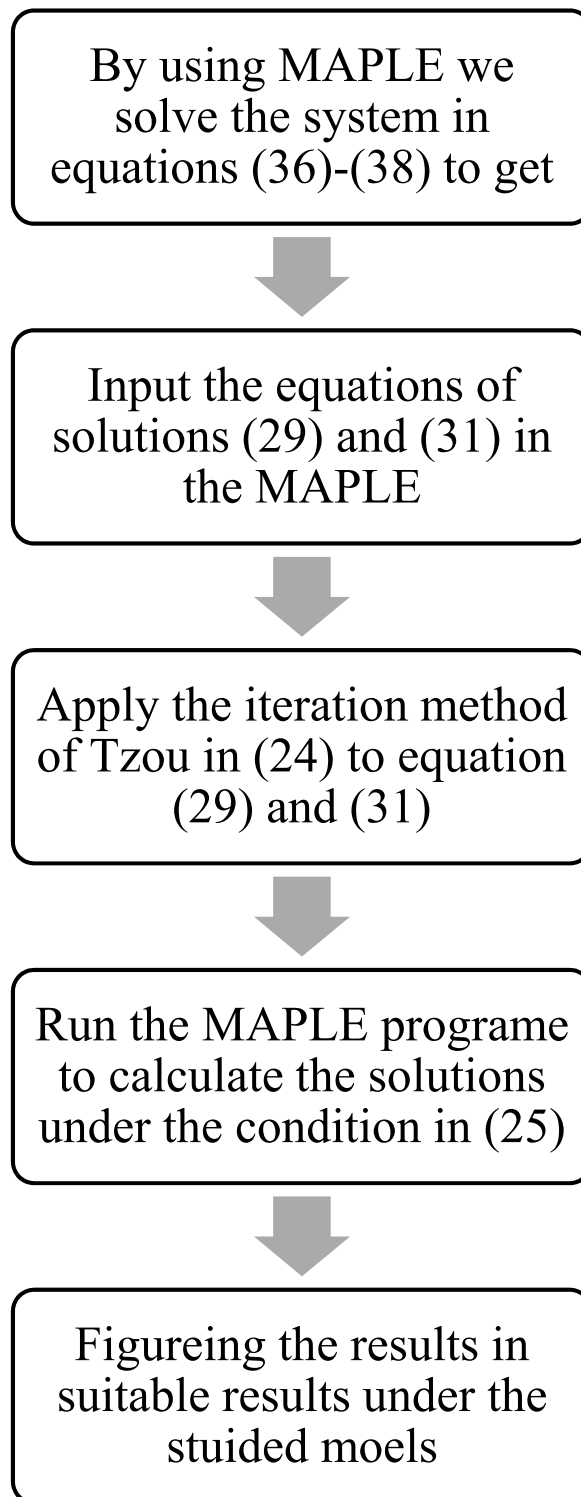 By using MAPLE we
solve the system in
equations (36)-(38) to get
Input the equations of
solutions (29) and (31) in
the MAPLE
Apply the iteration method
of Tzou in (24) to equation
(29) and (31)
Run the MAPLE programe
to calculate the solutions
under the condition in (25)
Figureing the results in
suitable results under the
stuided moels